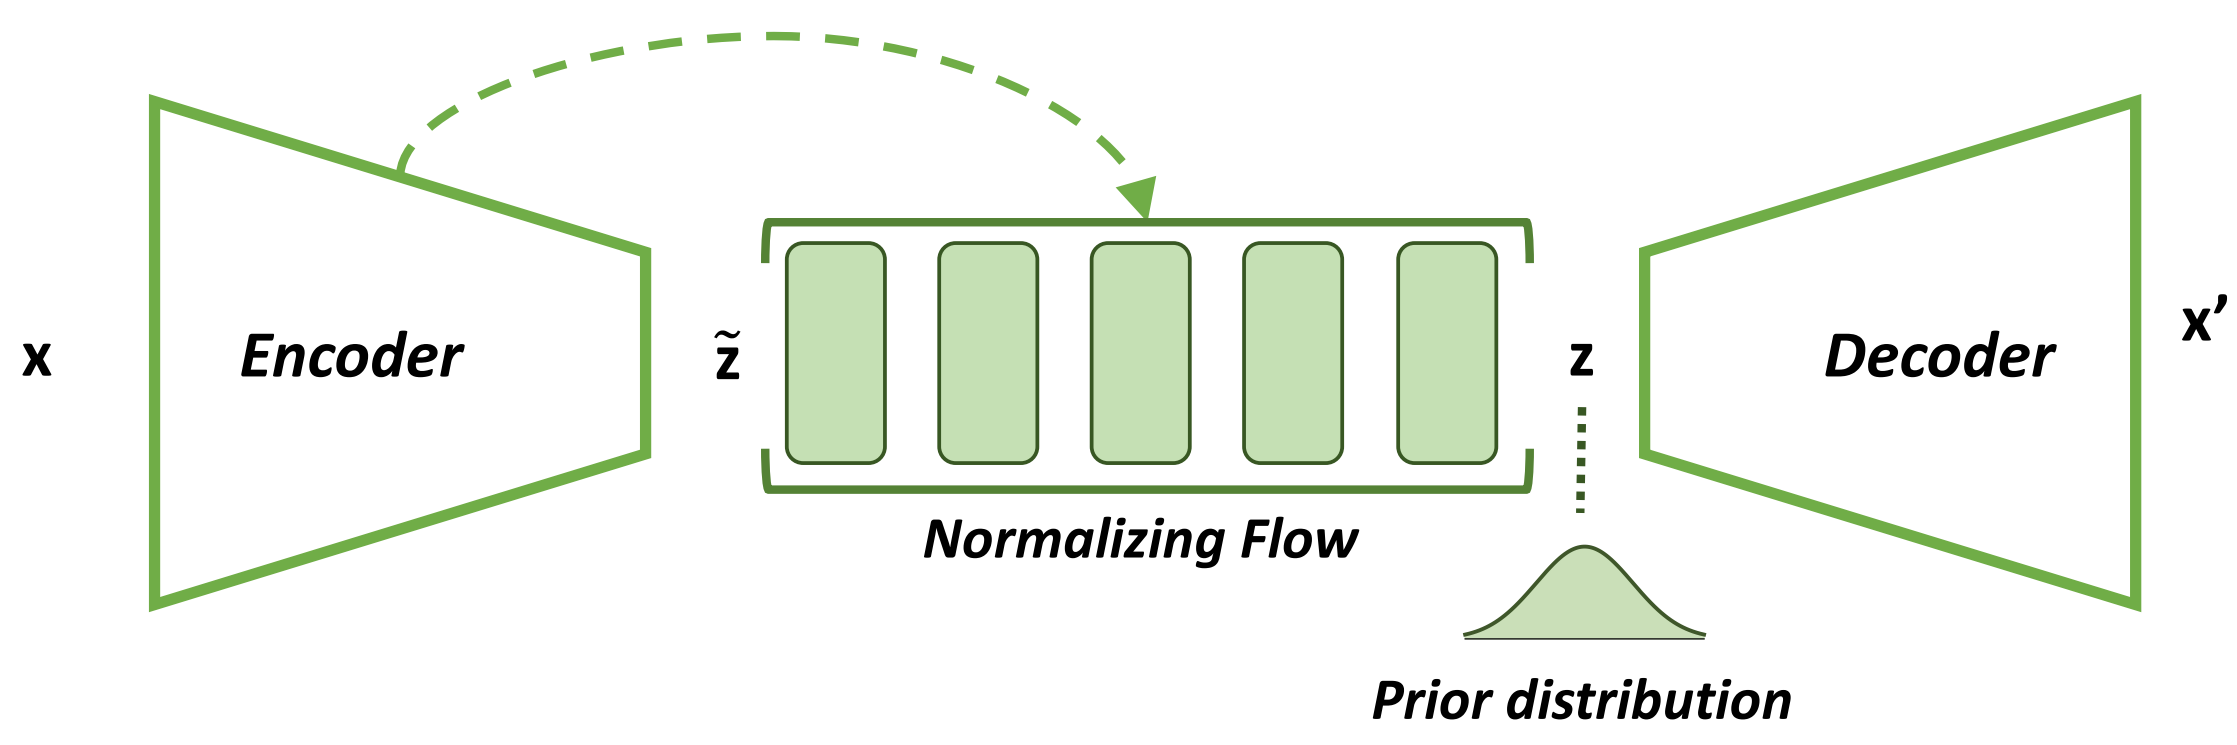 x
Encoder
z̃
Normalizing Flow
z
Prior distribution
Decoder
x’